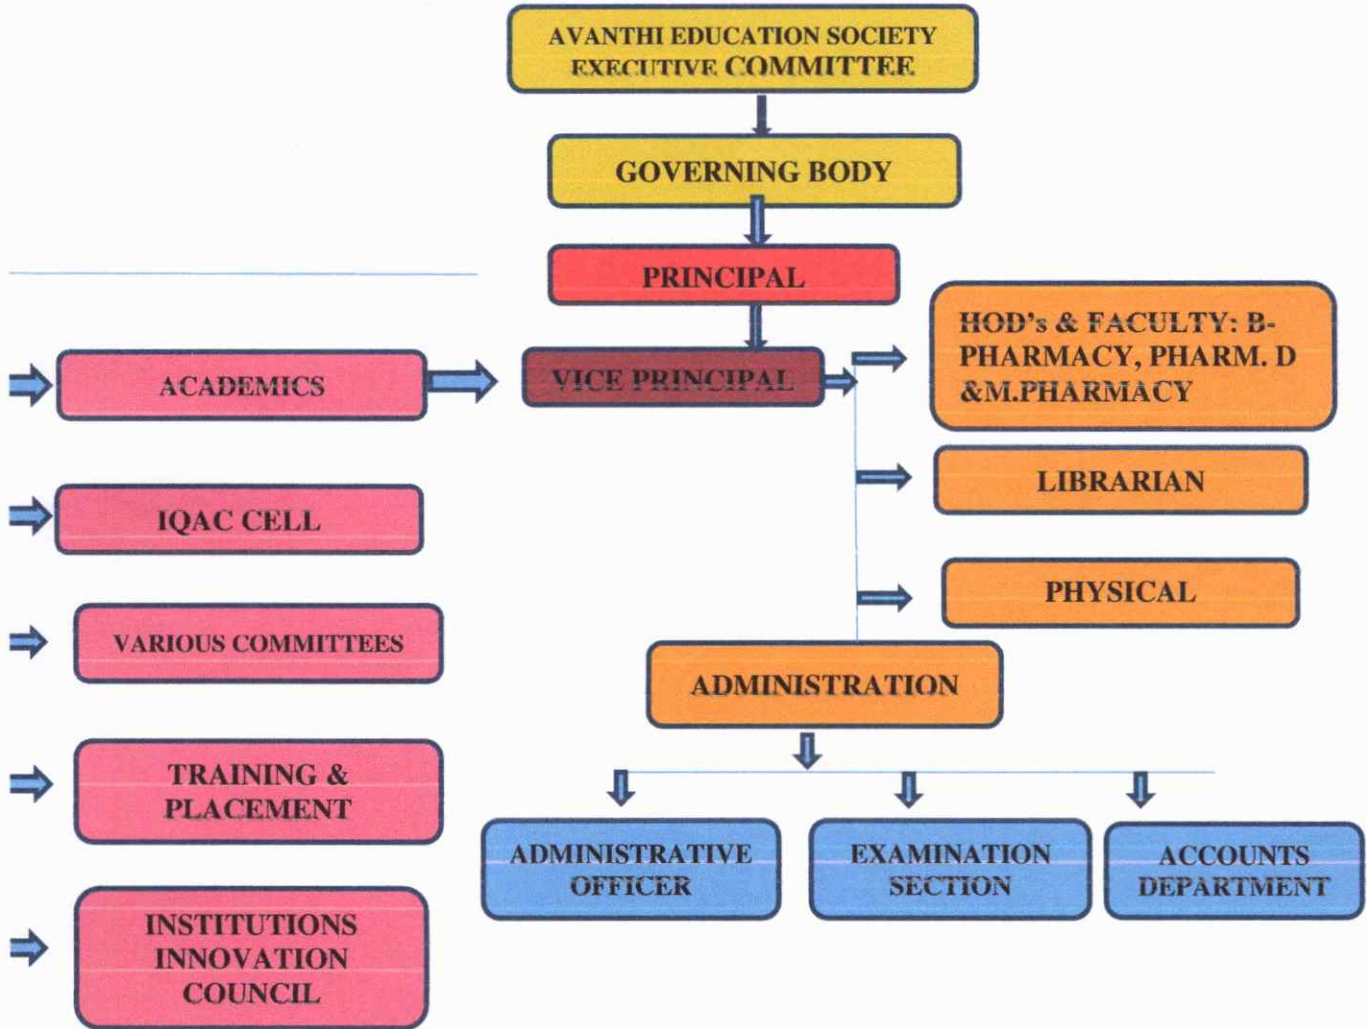 AVANTHI EDUCATION SOCIETY
EXECUTIVE COMMITTEE
GOVERNING BODY
PRINCIPAL
VICE PRINCIPAL
HOD's & FACULTY: B-
PHARMACY, PHARM. D
&M.PHARMACY
LIBRARIAN
PHYSICAL
ACADEMICS
IQAC CELL
VARIOUS COMMITTEES
TRAINING &
PLACEMENT
INSTITUTIONS
INNOVATION
COUNCIL
ADMINISTRATION
ADMINISTRATIVE
OFFICER
EXAMINATION
SECTION
ACCOUNTS
DEPARTMENT